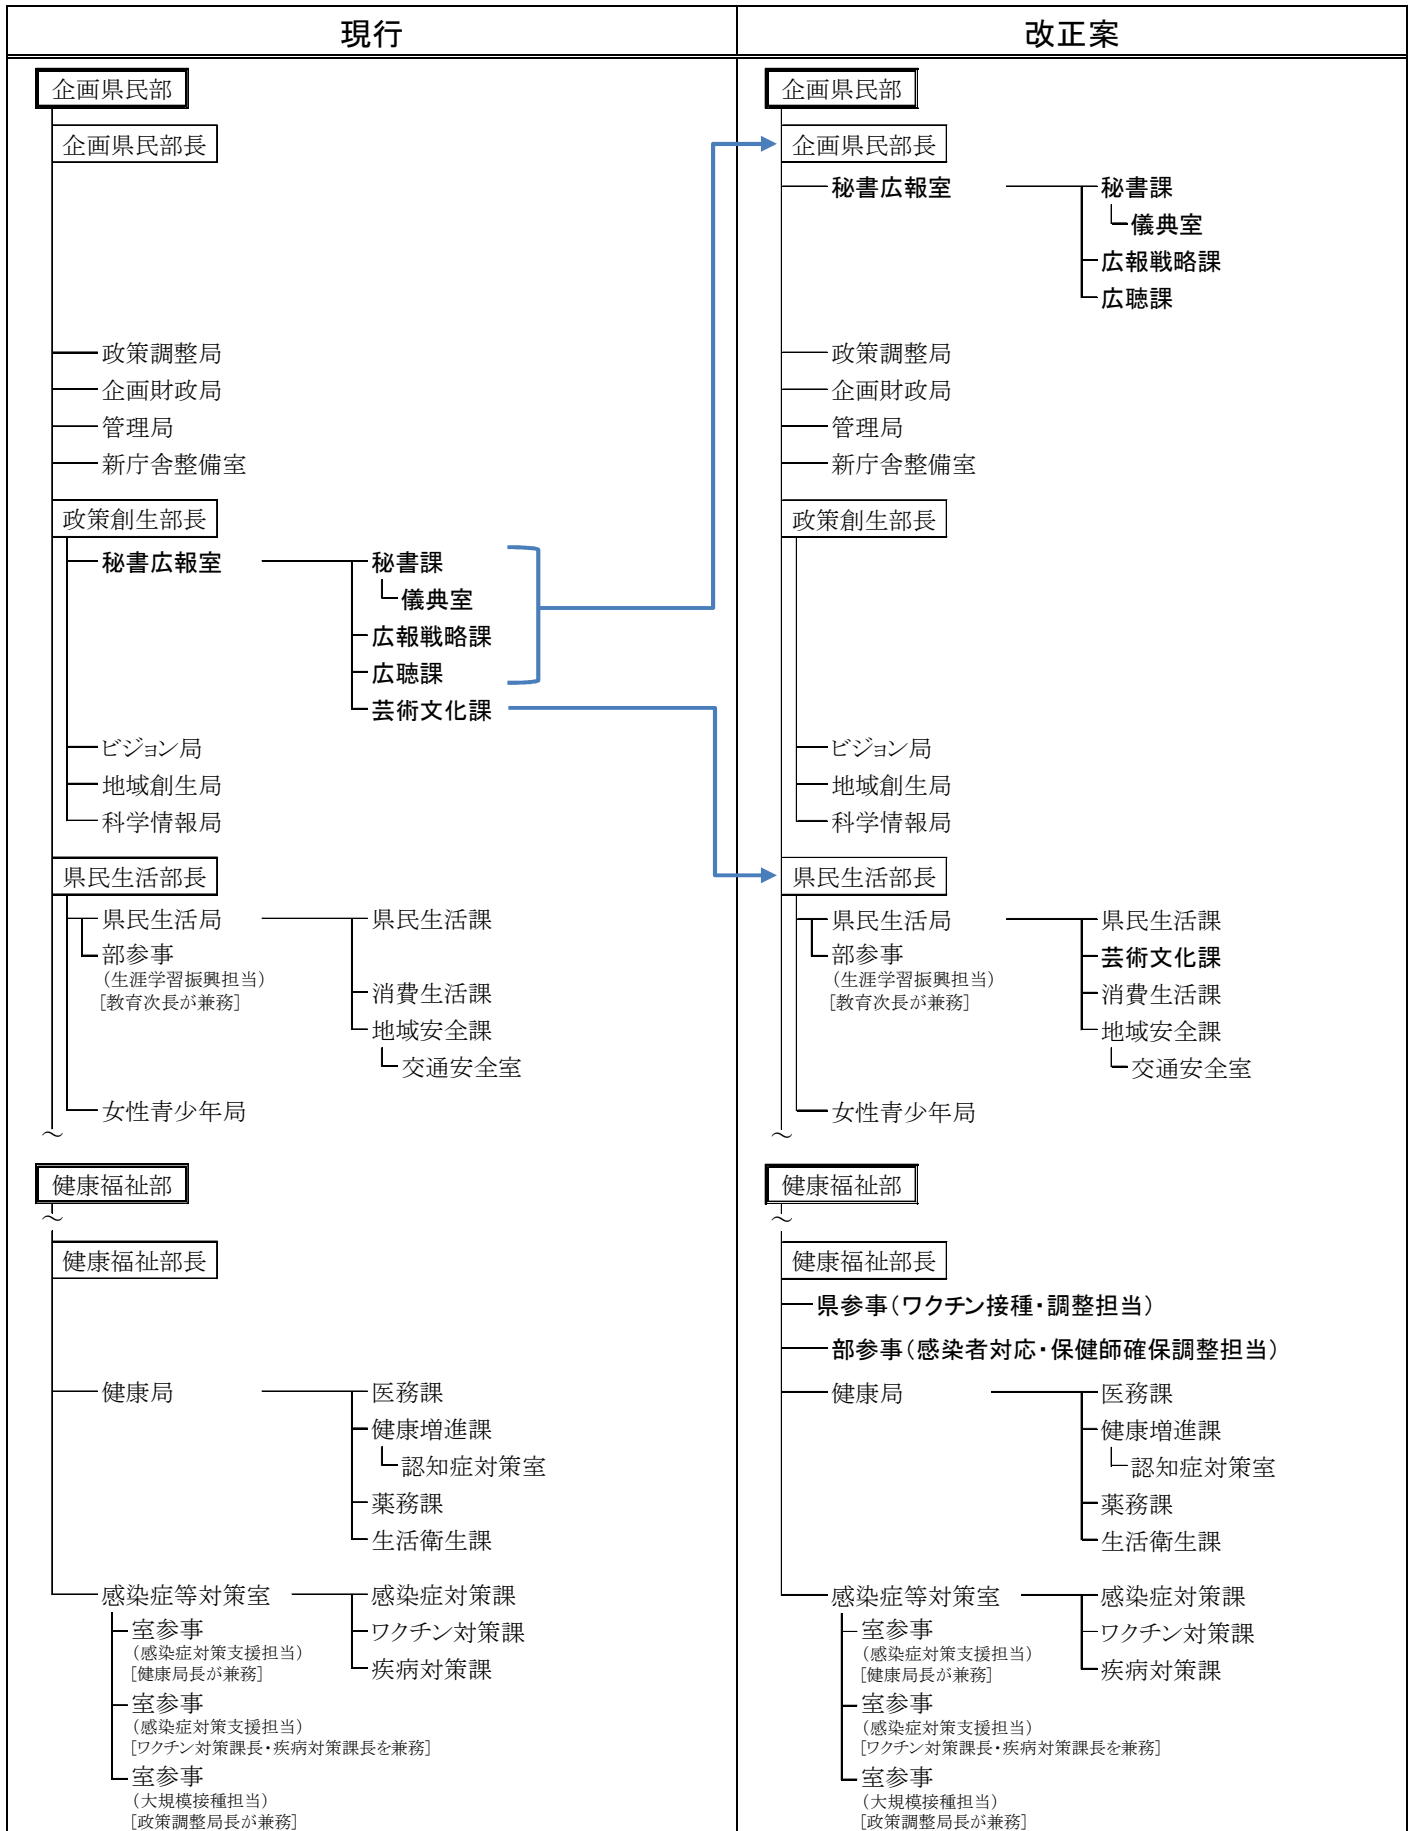 現行
企画県民部
企画県民部長
政策調整局
企画財政局
管理局
新庁舎整備室
政策創生部長
秘書広報室
秘書課
儀典室
広報戦略課
広聴課
芸術文化課
ビジョン局
地域創生局
科学情報局
県民生活部長
県民生活局
県民生活課
部参事
(生涯学習振興担当)
[教育次長が兼務]
消費生活課
地域安全課
交通安全室
女性青少年局
～
健康福祉部
～
健康福祉部長
健康局
医務課
健康増進課
認知症対策室
薬務課
生活衛生課
感染症等対策室
感染症対策課
室参事
(感染症対策支援担当)
[健康局長が兼務]
ワクチン対策課
疾病対策課
室参事
(感染症対策支援担当)
[ワクチン対策課長・疾病対策課長を兼務]
室参事
(大規模接種担当)
[政策調整局長が兼務]
改正案
企画県民部
企画県民部長
秘書広報室
秘書課
儀典室
広報戦略課
広聴課
政策調整局
企画財政局
管理局
新庁舎整備室
政策創生部長
ビジョン局
地域創生局
科学情報局
県民生活部長
県民生活局
県民生活課
部参事
(生涯学習振興担当)
[教育次長が兼務]
芸術文化課
消費生活課
地域安全課
交通安全室
女性青少年局
～
健康福祉部
～
健康福祉部長
県参事(ワクチン接種・調整担当)
部参事(感染者対応・保健師確保調整担当)
健康局
医務課
健康増進課
認知症対策室
薬務課
生活衛生課
感染症等対策室
感染症対策課
室参事
(感染症対策支援担当)
[健康局長が兼務]
ワクチン対策課
疾病対策課
室参事
(感染症対策支援担当)
[ワクチン対策課長・疾病対策課長を兼務]
室参事
(大規模接種担当)
[政策調整局長が兼務]